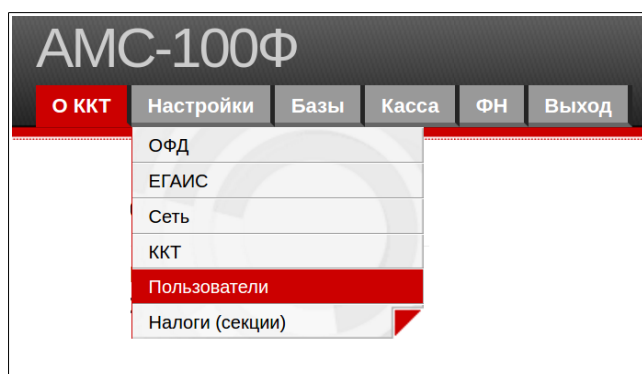 АМС-100Ф
О ККТ Настройки Базы Касса ФН Выход
ОФД
ЕГАИС
Сеть
ККТ
Пользователи
Налоги (секции)